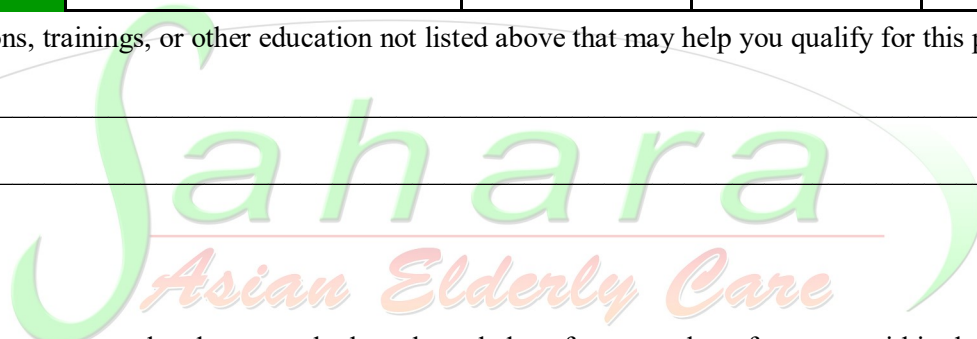 ons, trainings, or other education not listed above that may help you qualify for this p
Sahara
Asian Elderly Care